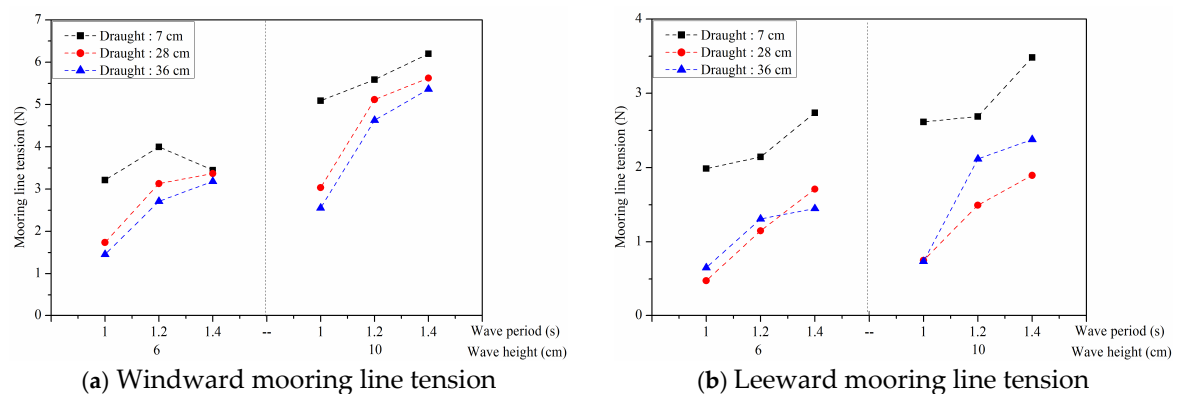 7
6
5
4
3
2
1
0
Mooring line tension (N)
Draught : 7 cm
Draught : 28 cm
Draught : 36 cm
1 1.2 1.4 -- 1 1.2 1.4 Wave period (s)
6 10 Wave height (cm)
(a) Windward mooring line tension
4
3
2
1
0
Mooring line tension (N)
Draught : 7 cm
Draught : 28 cm
Draught : 36 cm
1 1.2 1.4 -- 1 1.2 1.4 Wave period (s)
6 10 Wave height (cm)
(b) Leeward mooring line tension